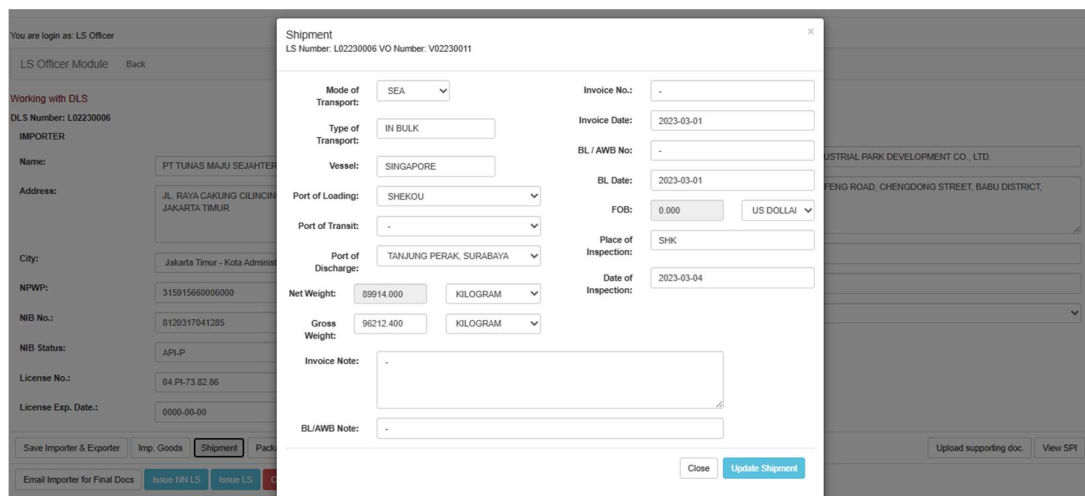 You are login as: LS Officer
LS Officer Module Back
Working with DLS
DLS Number: L02230006
IMPORTER
Name: PT TUNAS MAJU SEJAHTER
Address: JL. RAYA CAKUNG CILINCIN
JAKARTA TIMUR
City: Jakarta Timur - Kota Administ
NPWP: 315915660006000
NIB No.: 8120317041285
NIB Status: API-P
License No.: 04.PI-73.82.86
License Exp. Date.: 0000-00-00
Save Importer & Exporter Imp. Goods Shipment Packa
Email Importer for Final Docs Issue NN LS Issue LS C
Shipment ×
LS Number: L02230006 VO Number: V02230011
Mode of Transport: SEA
Type of Transport: IN BULK
Vessel: SINGAPORE
Port of Loading: SHEKOU
Port of Transit: -
Port of Discharge: TANJUNG PERAK, SURABAYA
Net Weight: 89914.000 KILOGRAM
Gross Weight: 96212.400 KILOGRAM
Invoice No.: -
Invoice Date: 2023-03-01
BL / AWB No: -
BL Date: 2023-03-01
FOB: 0.000 US DOLLAI
Place of Inspection: SHK
Date of Inspection: 2023-03-04
Invoice Note: -
BL/AWB Note: -
Close Update Shipment
USTRIAL PARK DEVELOPMENT CO., LTD.
FENG ROAD, CHENGDONG STREET, BABU DISTRICT,
Upload supporting doc. View SPI